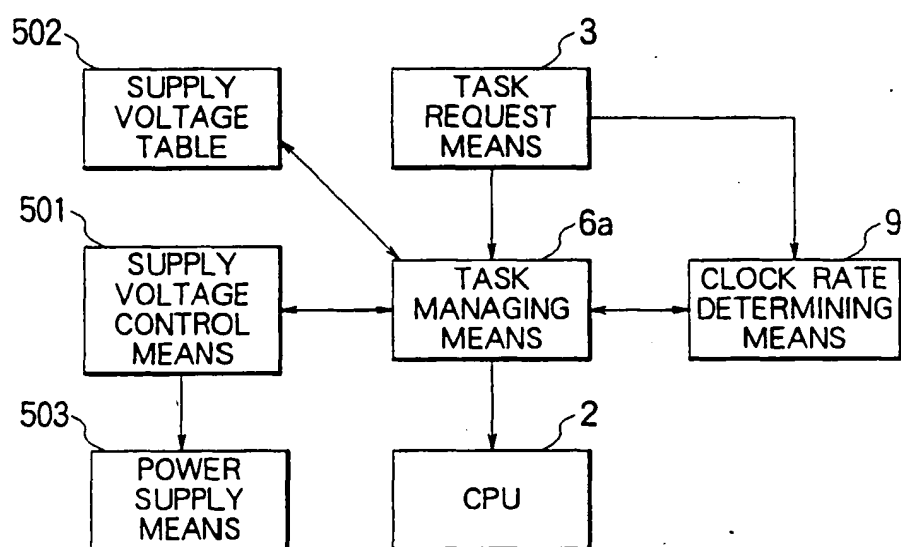 502
SUPPLY
VOLTAGE
TABLE
3
TASK
REQUEST
MEANS
501
SUPPLY
VOLTAGE
CONTROL
MEANS
6a
TASK
MANAGING
MEANS
9
CLOCK RATE
DETERMINING
MEANS
503
POWER
SUPPLY
MEANS
2
CPU